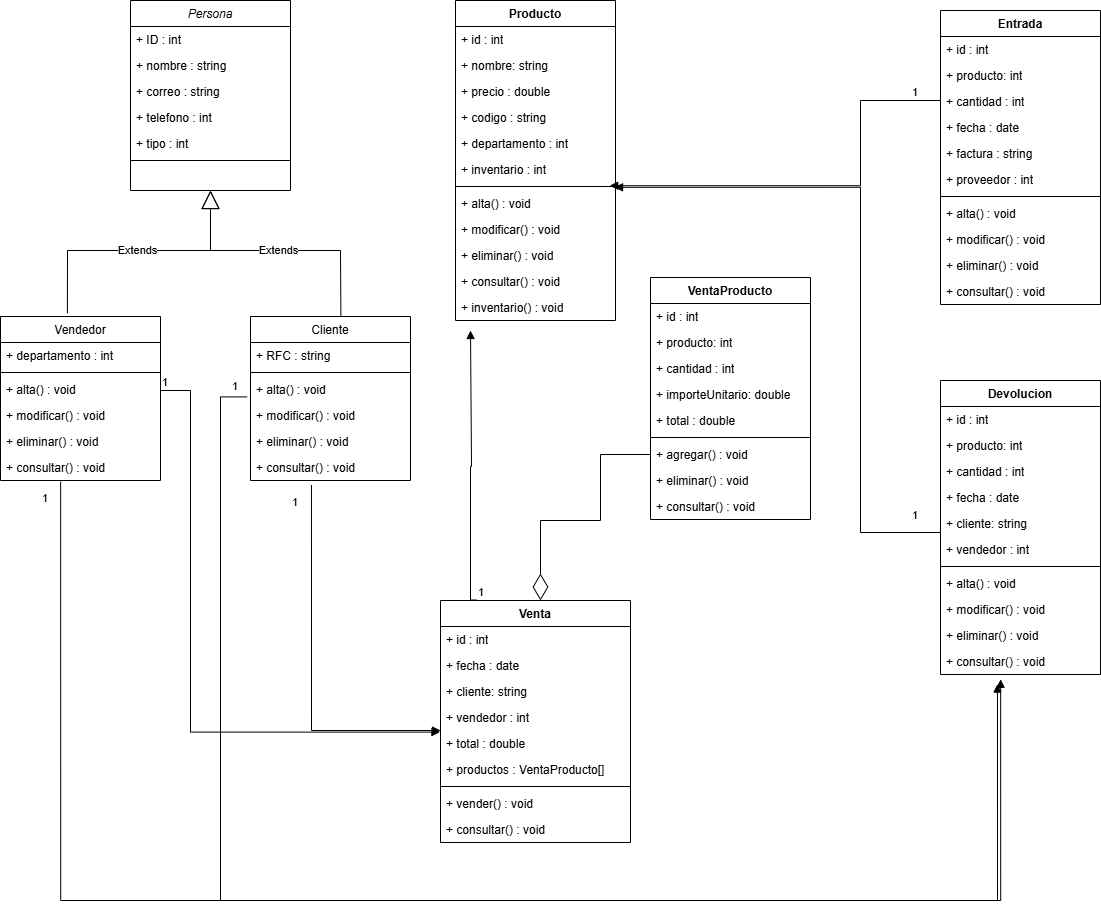 Persona
+ ID : int
+ nombre : string
+ correo : string
+ telefono : int
+ tipo : int
Extends
Extends
Vendedor
+ departamento : int
+ alta() : void
+ modificar() : void
+ eliminar() : void
+ consultar() : void
1
1
Cliente
+ RFC : string
+ alta() : void
+ modificar() : void
+ eliminar() : void
+ consultar() : void
1
1
Producto
+ id : int
+ nombre: string
+ precio : double
+ codigo : string
+ departamento : int
+ inventario : int
+ alta() : void
+ modificar() : void
+ eliminar() : void
+ consultar() : void
+ inventario() : void
VentaProducto
+ id : int
+ producto: int
+ cantidad : int
+ importeUnitario: double
+ total : double
+ agregar() : void
+ eliminar() : void
+ consultar() : void
1
Venta
+ id : int
+ fecha : date
+ cliente: string
+ vendedor : int
+ total : double
+ productos : VentaProducto[]
+ vender() : void
+ consultar() : void
Entrada
+ id : int
+ producto: int
+ cantidad : int
+ fecha : date
+ factura : string
+ proveedor : int
+ alta() : void
+ modificar() : void
+ eliminar() : void
+ consultar() : void
1
Devolucion
+ id : int
+ producto: int
+ cantidad : int
+ fecha : date
+ cliente: string
+ vendedor : int
+ alta() : void
+ modificar() : void
+ eliminar() : void
+ consultar() : void
1